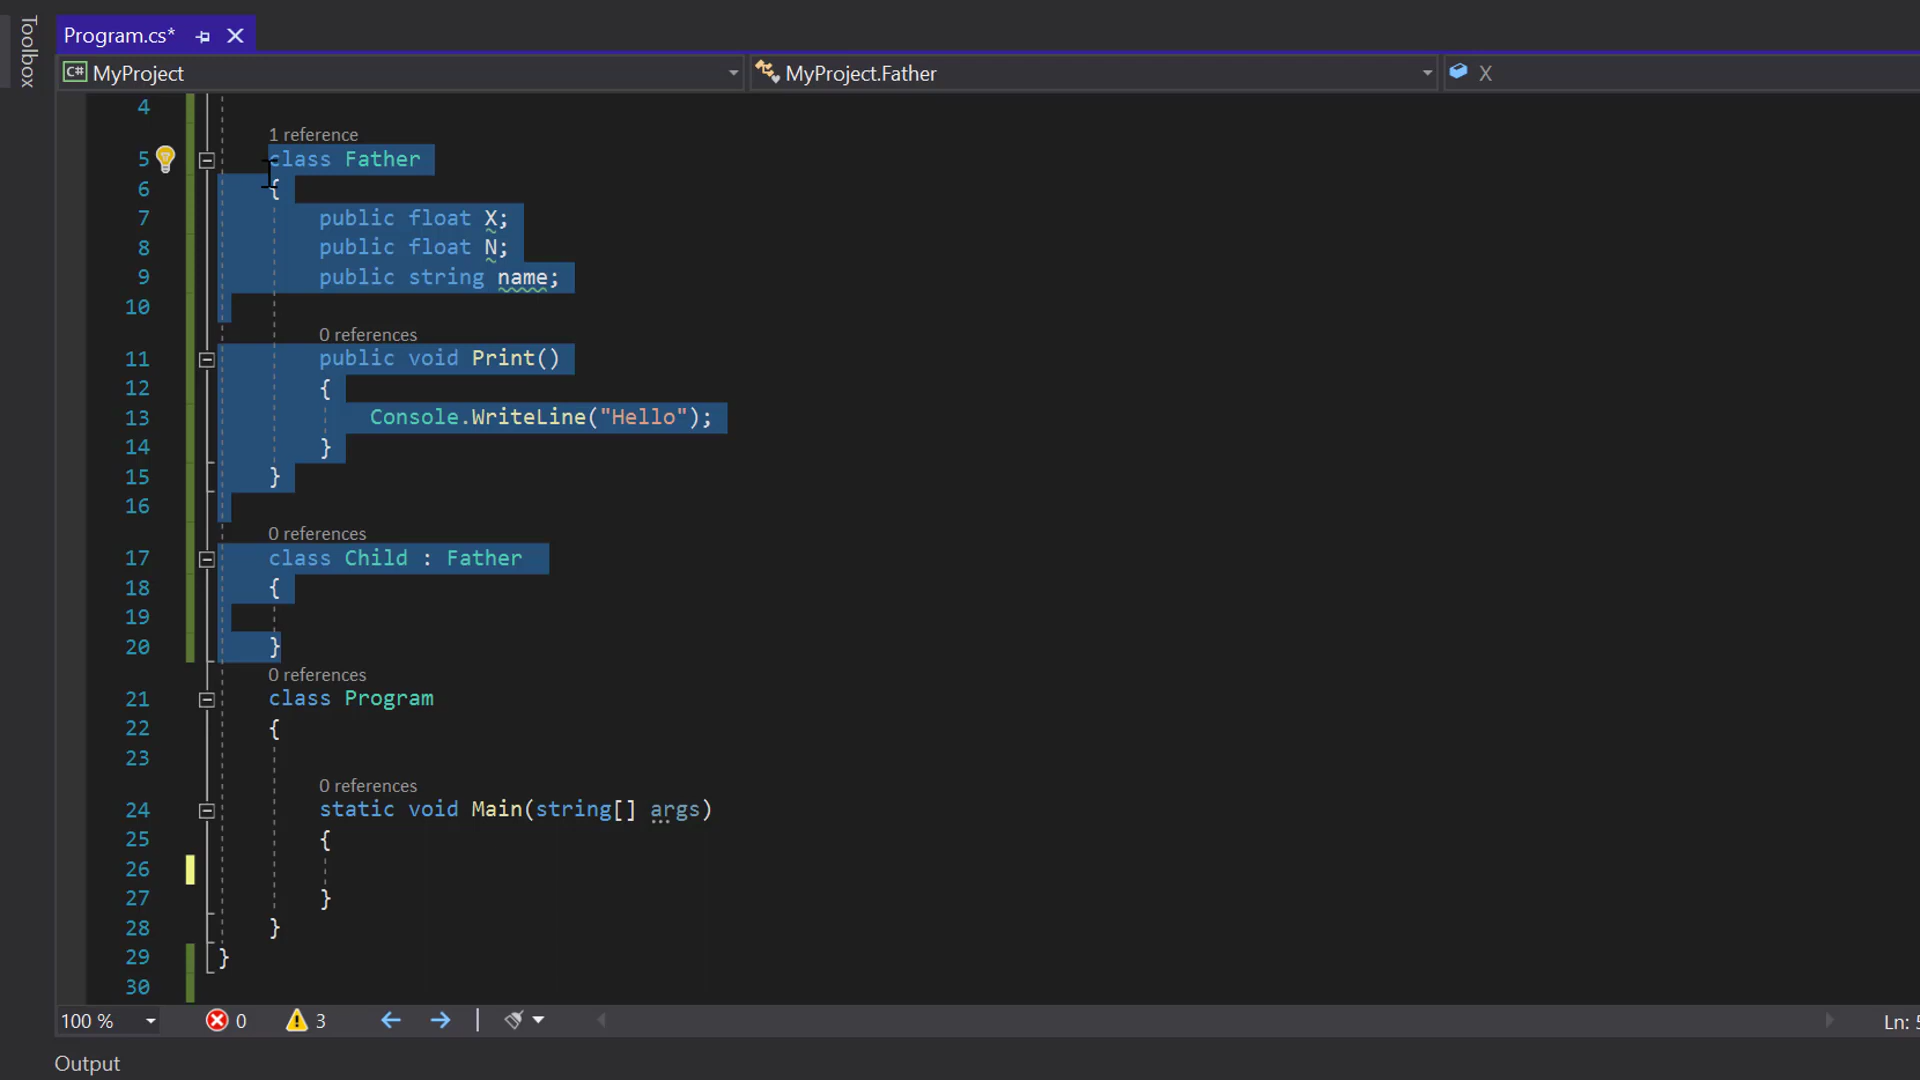 Toolbox
Program.cs*
C# MyProject
MyProject.Father
X
4
1 reference
5 class Father
6 {
7 public float X;
8 public float N;
9 public string name;
10
0 references
11 public void Print()
12 {
13 Console.WriteLine("Hello");
14 }
15 }
16
0 references
17 class Child : Father
18 {
19
20 }
0 references
21 class Program
22 {
23
0 references
24 static void Main(string[] args)
25 {
26
27 }
28 }
29 }
30
100 % 0 3 Ln: 5
Output